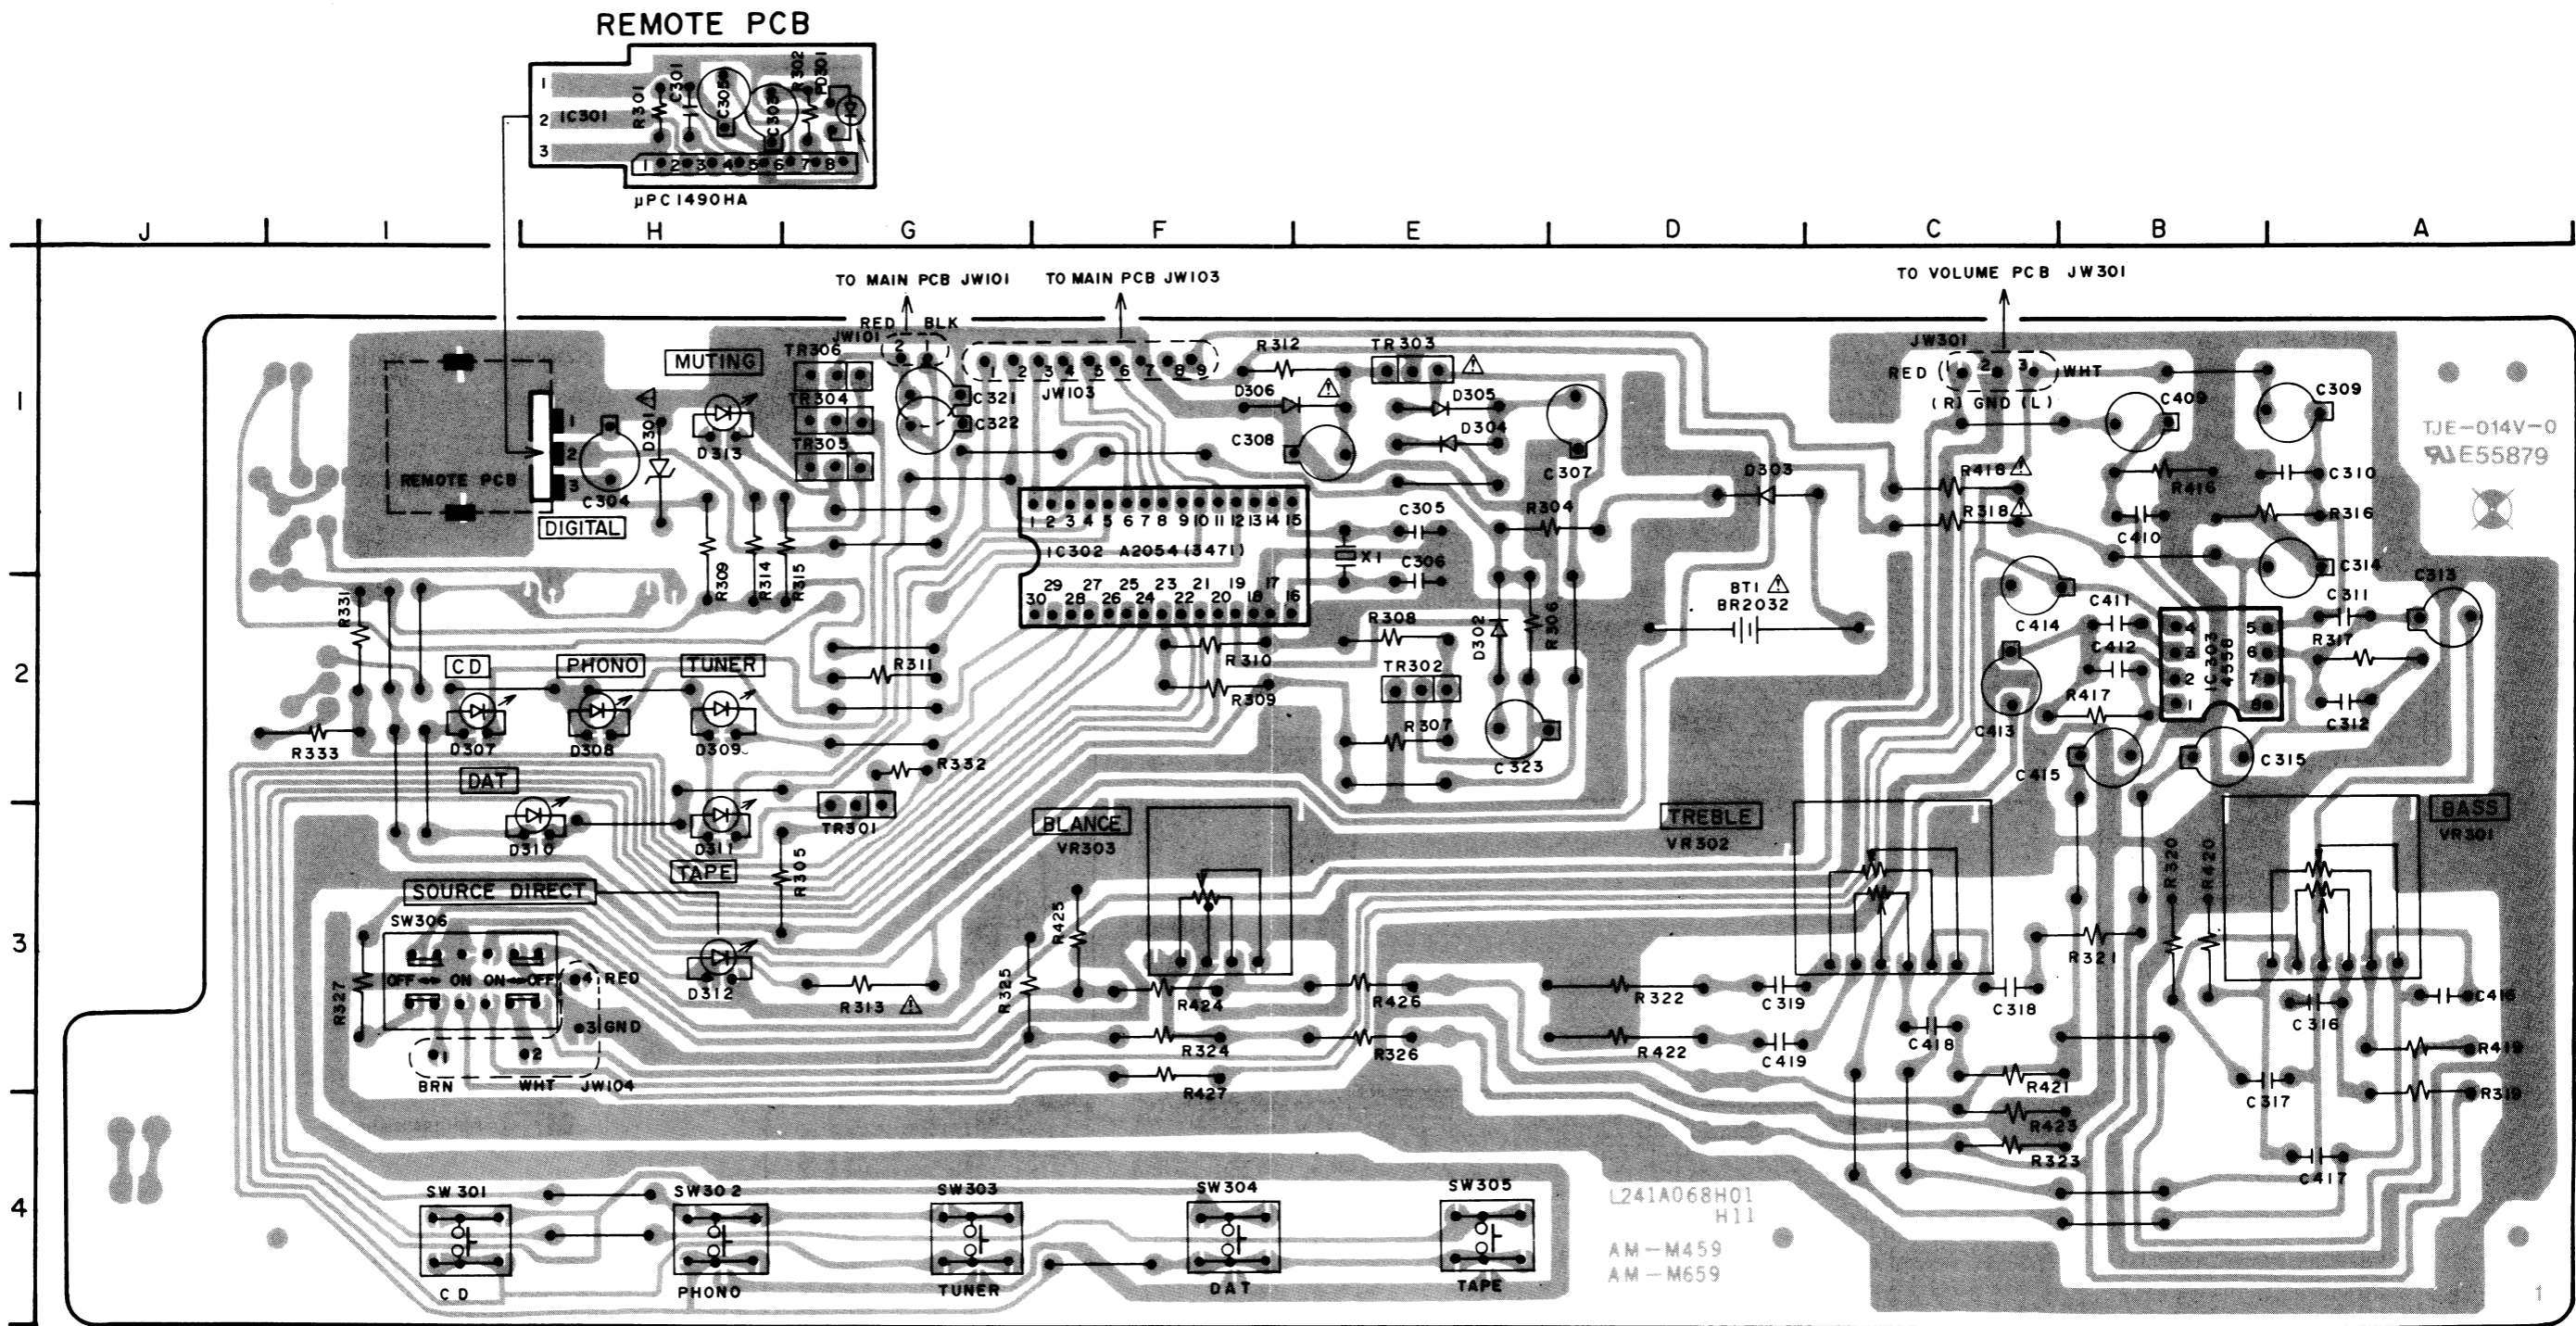 REMOTE PCB
1
2
3
IC301
R301
C301
C305
C303
R302
PD301
1 2 3 4 5 6 7 8
µPC1490HA
J I H G F E D C B A
TO MAIN PCB JW101
TO MAIN PCB JW103
TO VOLUME PCB JW301
RED BLK
JW101
2 1
1 2 3 4 5 6 7 8 9
JW103
MUTING
TR306
TR304
TR305
C321
C322
R312
TR303
D306
D305
D304
C308
C307
JW301
RED 1 2 3 WHT
(R) GND (L)
C409
C309
TJE-014V-0
E55879
1
D301
D313
1
2
3
REMOTE PCB
C304
DIGITAL
D303
R418
R416
C310
R318
C410
R316
C305
R304
X1
C306
1 2 3 4 5 6 7 8 9 10 11 12 13 14 15
IC302 A2054(3471)
29 27 25 23 21 19 17
30 28 26 24 22 20 18 16
R309
R314
R315
R331
BT1
BR2032
C314
C313
C411
C311
C414
R308
D302
R306
R310
R311
2
CD
PHONO
TUNER
TR302
R309
C412
4 5
3 6
2 7
1 8
IC303
4558
R317
R417
C312
R333
D307
D308
D309
R332
R307
C323
C413
C415
C315
DAT
D310
D311
TR301
TAPE
R305
BLANCE
VR303
TREBLE
VR302
BASS
VR301
R320
R420
SOURCE DIRECT
SW306
3
OFF ON ON OFF
4 RED
3 GND
1 2
BRN WHT JW104
R327
D312
R313
R325
R425
R424
R426
R324
R326
R427
R322
C319
R422
C419
C318
C418
R321
C316
C416
R419
R421
C317
R319
R423
R323
C417
4
SW301
SW302
SW303
SW304
SW305
CD
PHONO
TUNER
DAT
TAPE
L241A068H01
H11
AM-M459
AM-M659
1